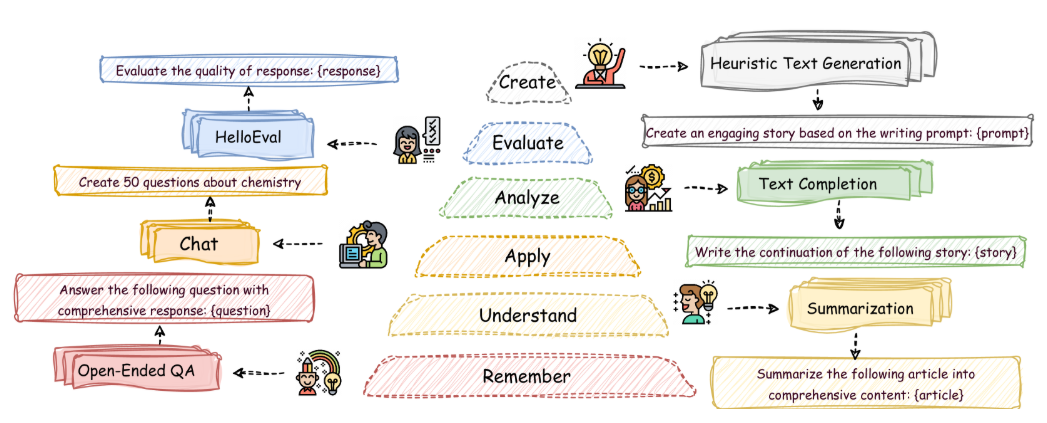 Create
Heuristic Text Generation
Evaluate the quality of response: {response}
HelloEval
Create an engaging story based on the writing prompt: {prompt}
Evaluate
Create 50 questions about chemistry
Analyze
Text Completion
Chat
Apply
Write the continuation of the following story: {story}
Answer the following question with
comprehensive response: {question}
Understand
Summarization
Open-Ended QA
Remember
Summarize the following article into
comprehensive content: {article}